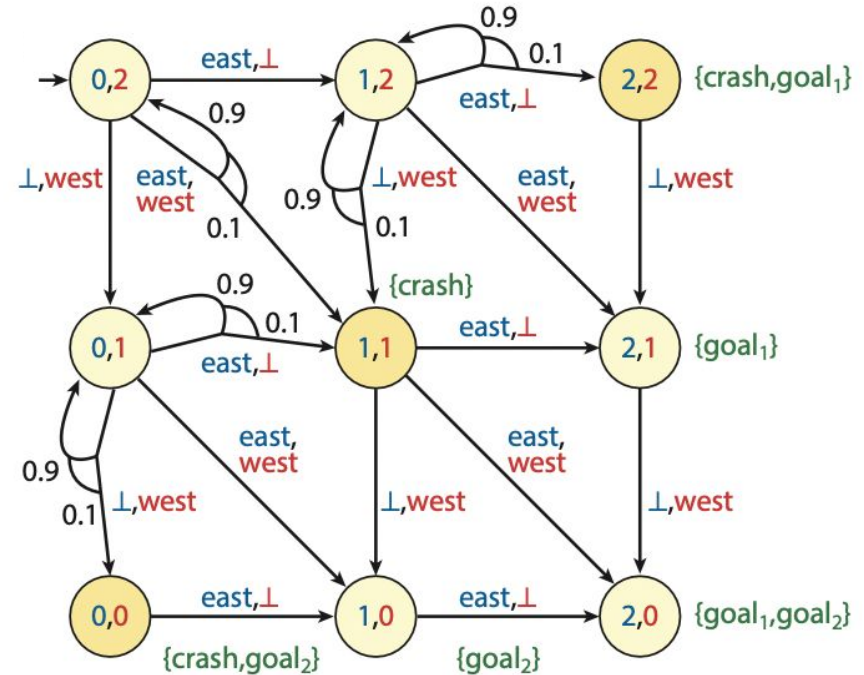 0.9
0,2
east,⊥
1,2
0.1
2,2
{crash,goal₁}
east,⊥
0.9
⊥,west
east,
west
0.1
0.9
⊥,west
0.1
east,
west
⊥,west
{crash}
0.9
0.1
0,1
east,⊥
1,1
east,⊥
2,1
{goal₁}
0.9
0.1
⊥,west
east,
west
⊥,west
east,
west
⊥,west
0,0
east,⊥
1,0
east,⊥
2,0
{goal₁,goal₂}
{crash,goal₂}
{goal₂}